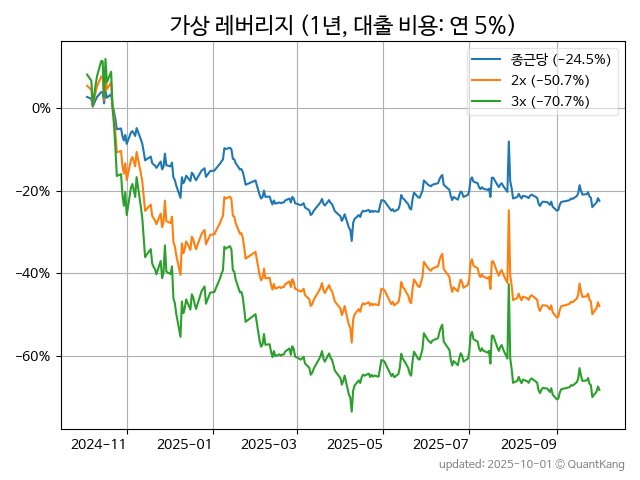 가상 레버리지 (1년, 대출 비용: 연 5%)
종근당 (−24.5%)
2x (−50.7%)
3x (−70.7%)
0%
−20%
−40%
−60%
2024-11 2025-01 2025-03 2025-05 2025-07 2025-09
updated: 2025-10-01 © QuantKang